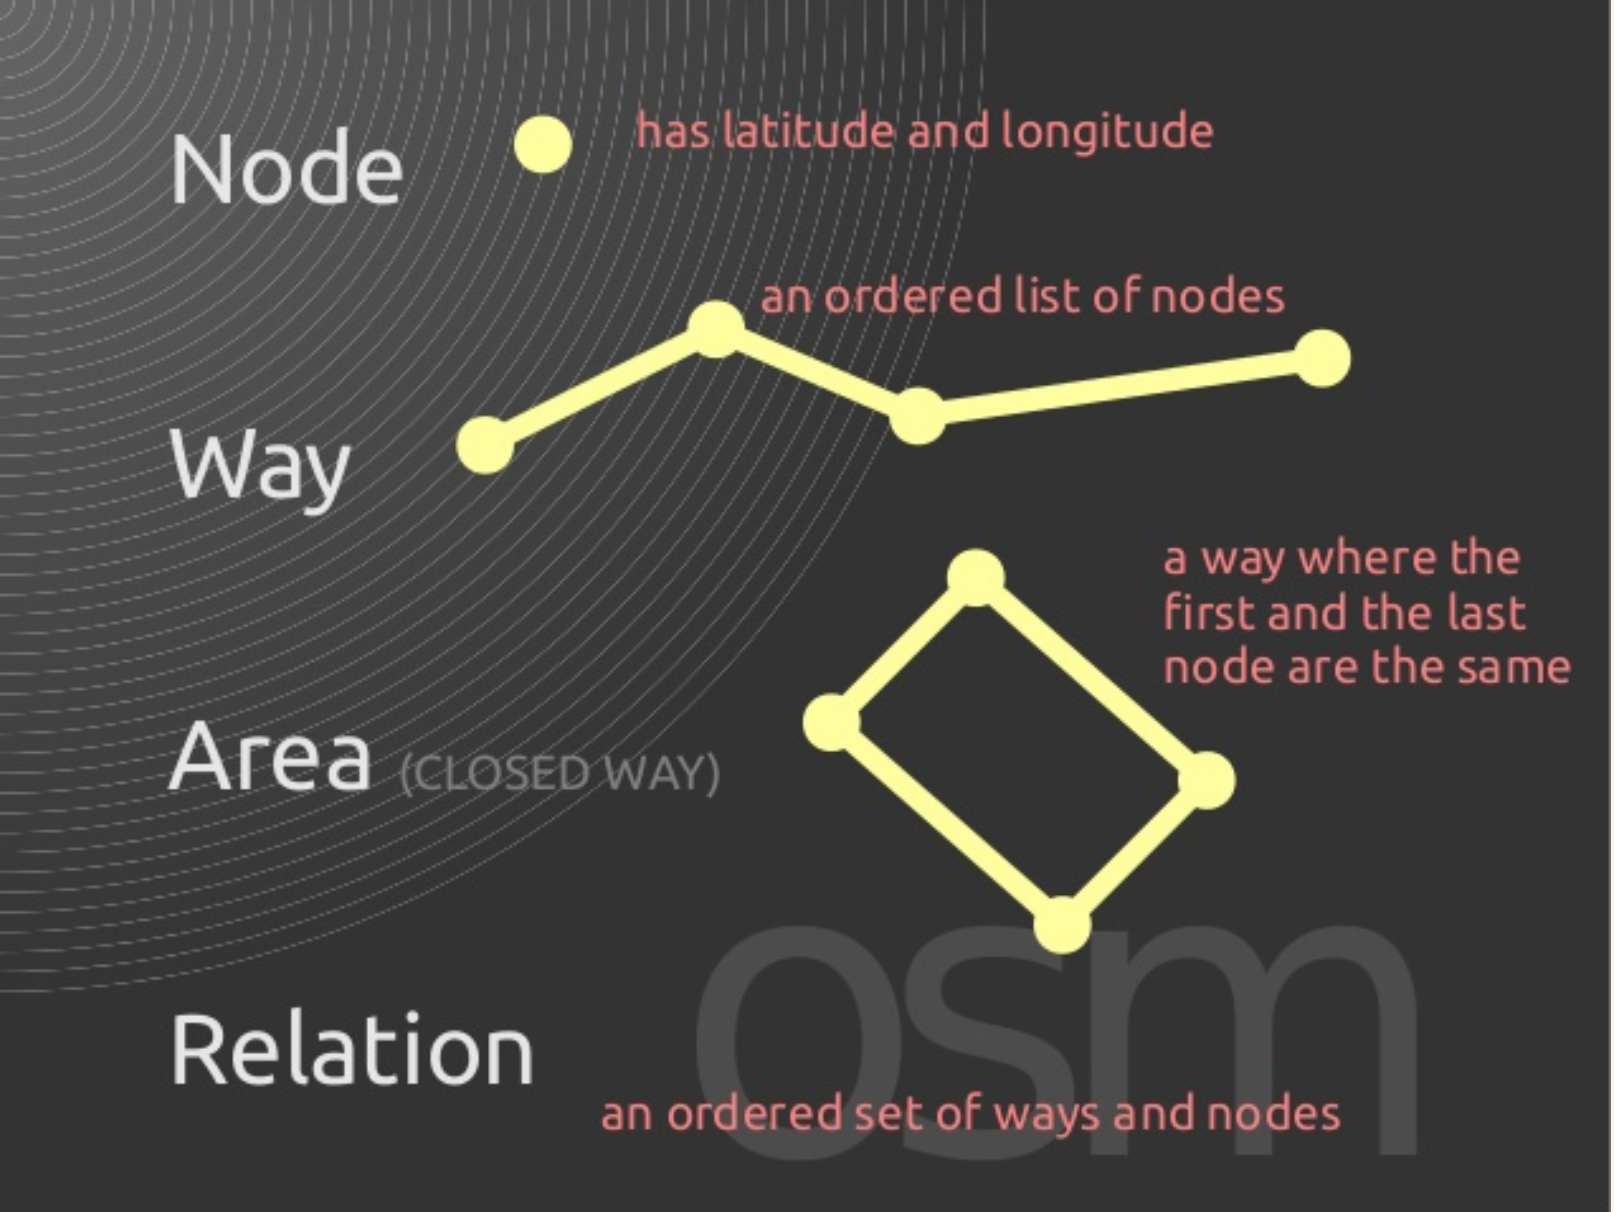 Node
has latitude and longitude
an ordered list of nodes
Way
a way where the
first and the last
node are the same
Area (CLOSED WAY)
osm
Relation
an ordered set of ways and nodes